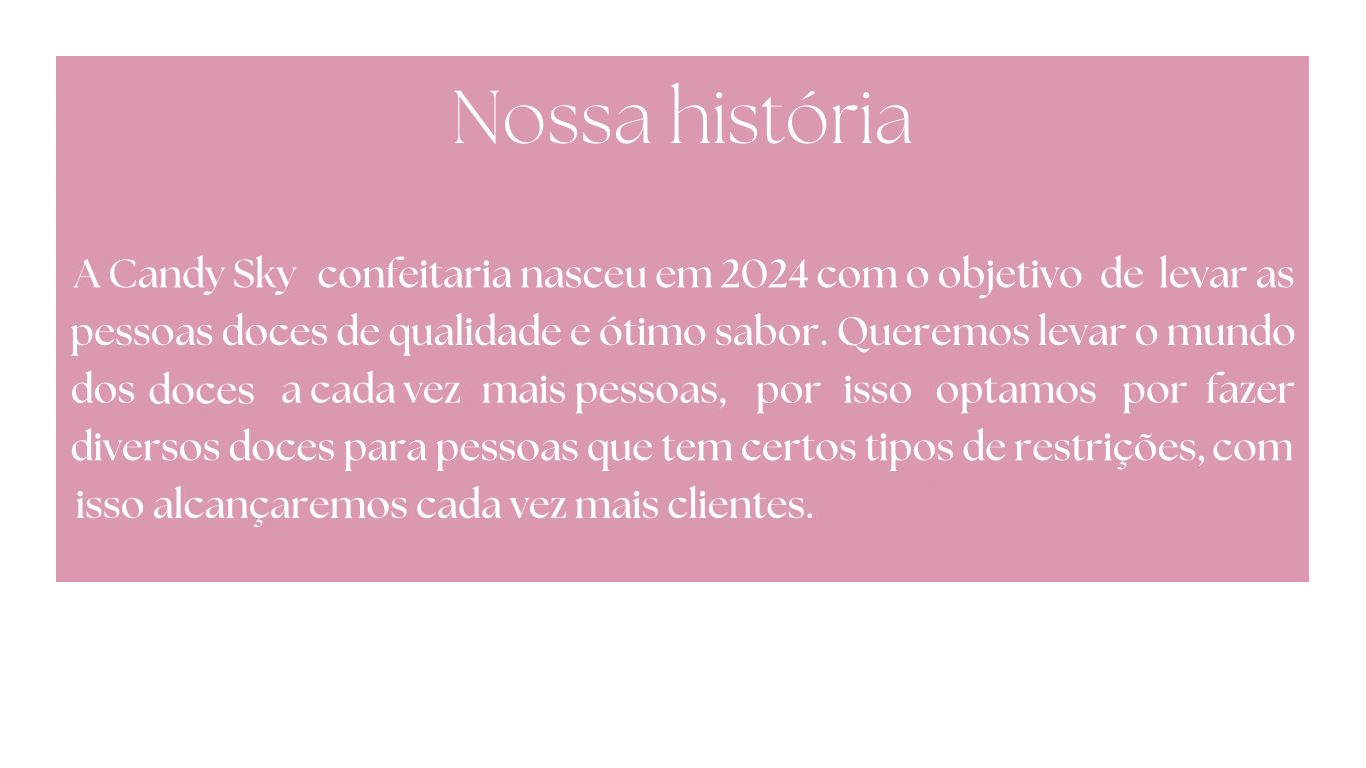 Nossa história
A Candy Sky confeitaria nasceu em 2024 com o objetivo de levar as
pessoas doces de qualidade e ótimo sabor. Queremos levar o mundo
dos doces a cada vez mais pessoas, por isso optamos por fazer
diversos doces para pessoas que tem certos tipos de restrições, com
isso alcançaremos cada vez mais clientes.